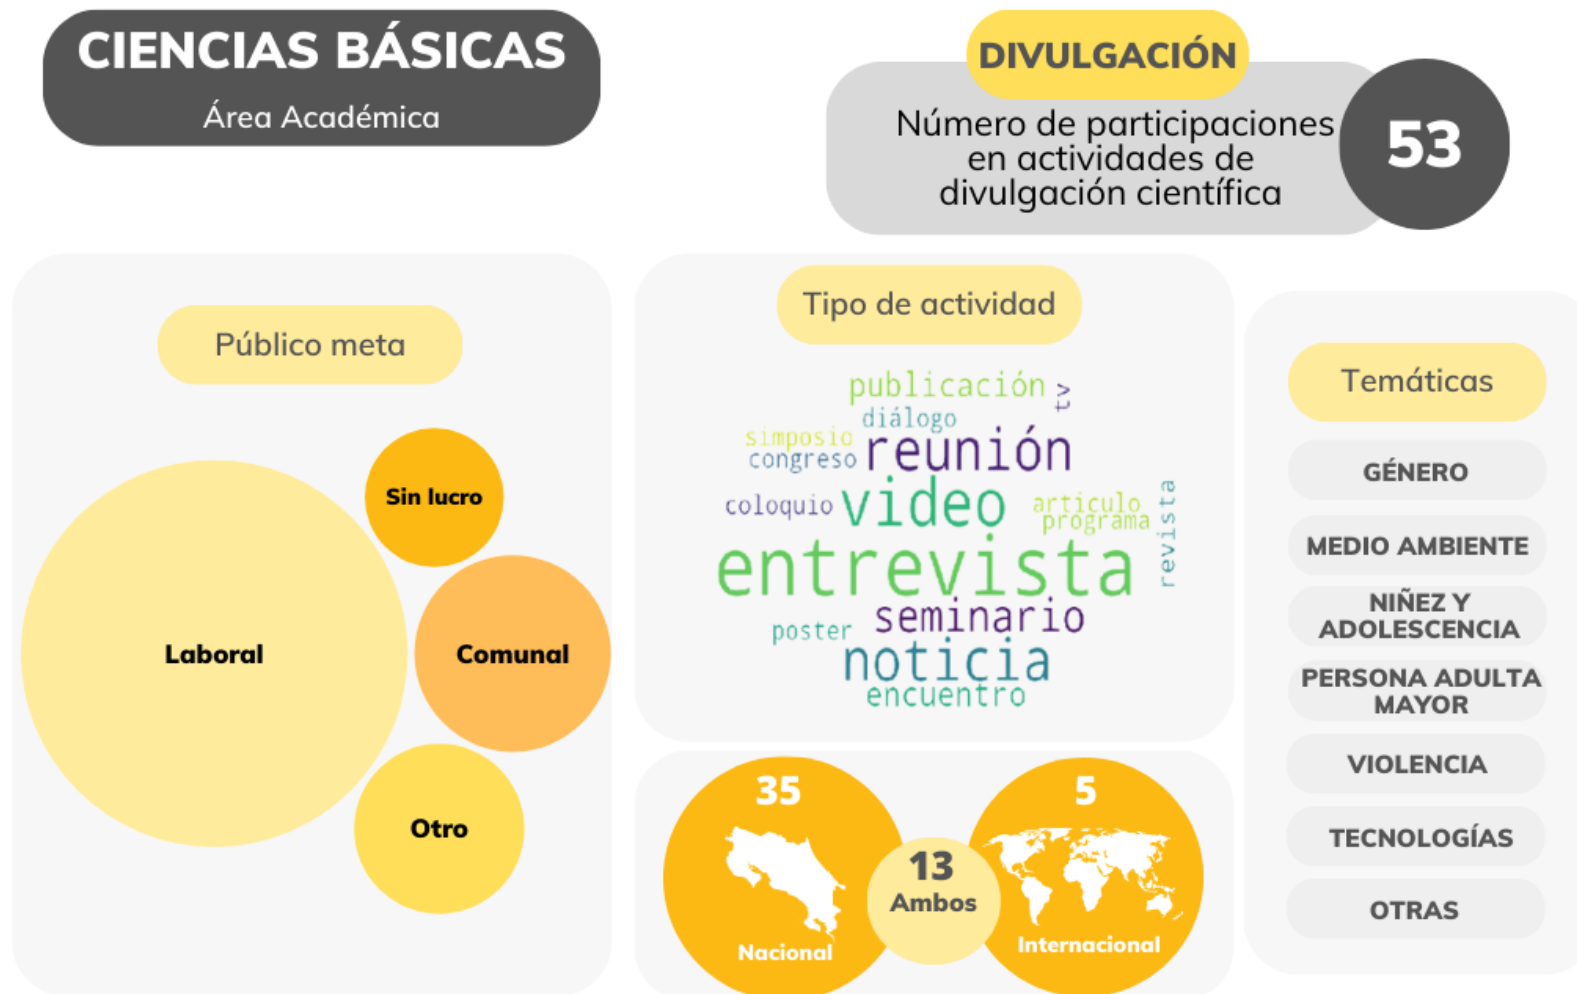 CIENCIAS BÁSICAS
Área Académica
DIVULGACIÓN
Número de participaciones
en actividades de
divulgación científica
53
Público meta
Sin lucro
Laboral
Comunal
Otro
Tipo de actividad
publicación
tv
diálogo
simposio
congreso
reunión
coloquio
video
articulo
programa
revista
entrevista
seminario
poster
noticia
encuentro
35
Nacional
13
Ambos
5
Internacional
Temáticas
GÉNERO
MEDIO AMBIENTE
NIÑEZ Y
ADOLESCENCIA
PERSONA ADULTA
MAYOR
VIOLENCIA
TECNOLOGÍAS
OTRAS